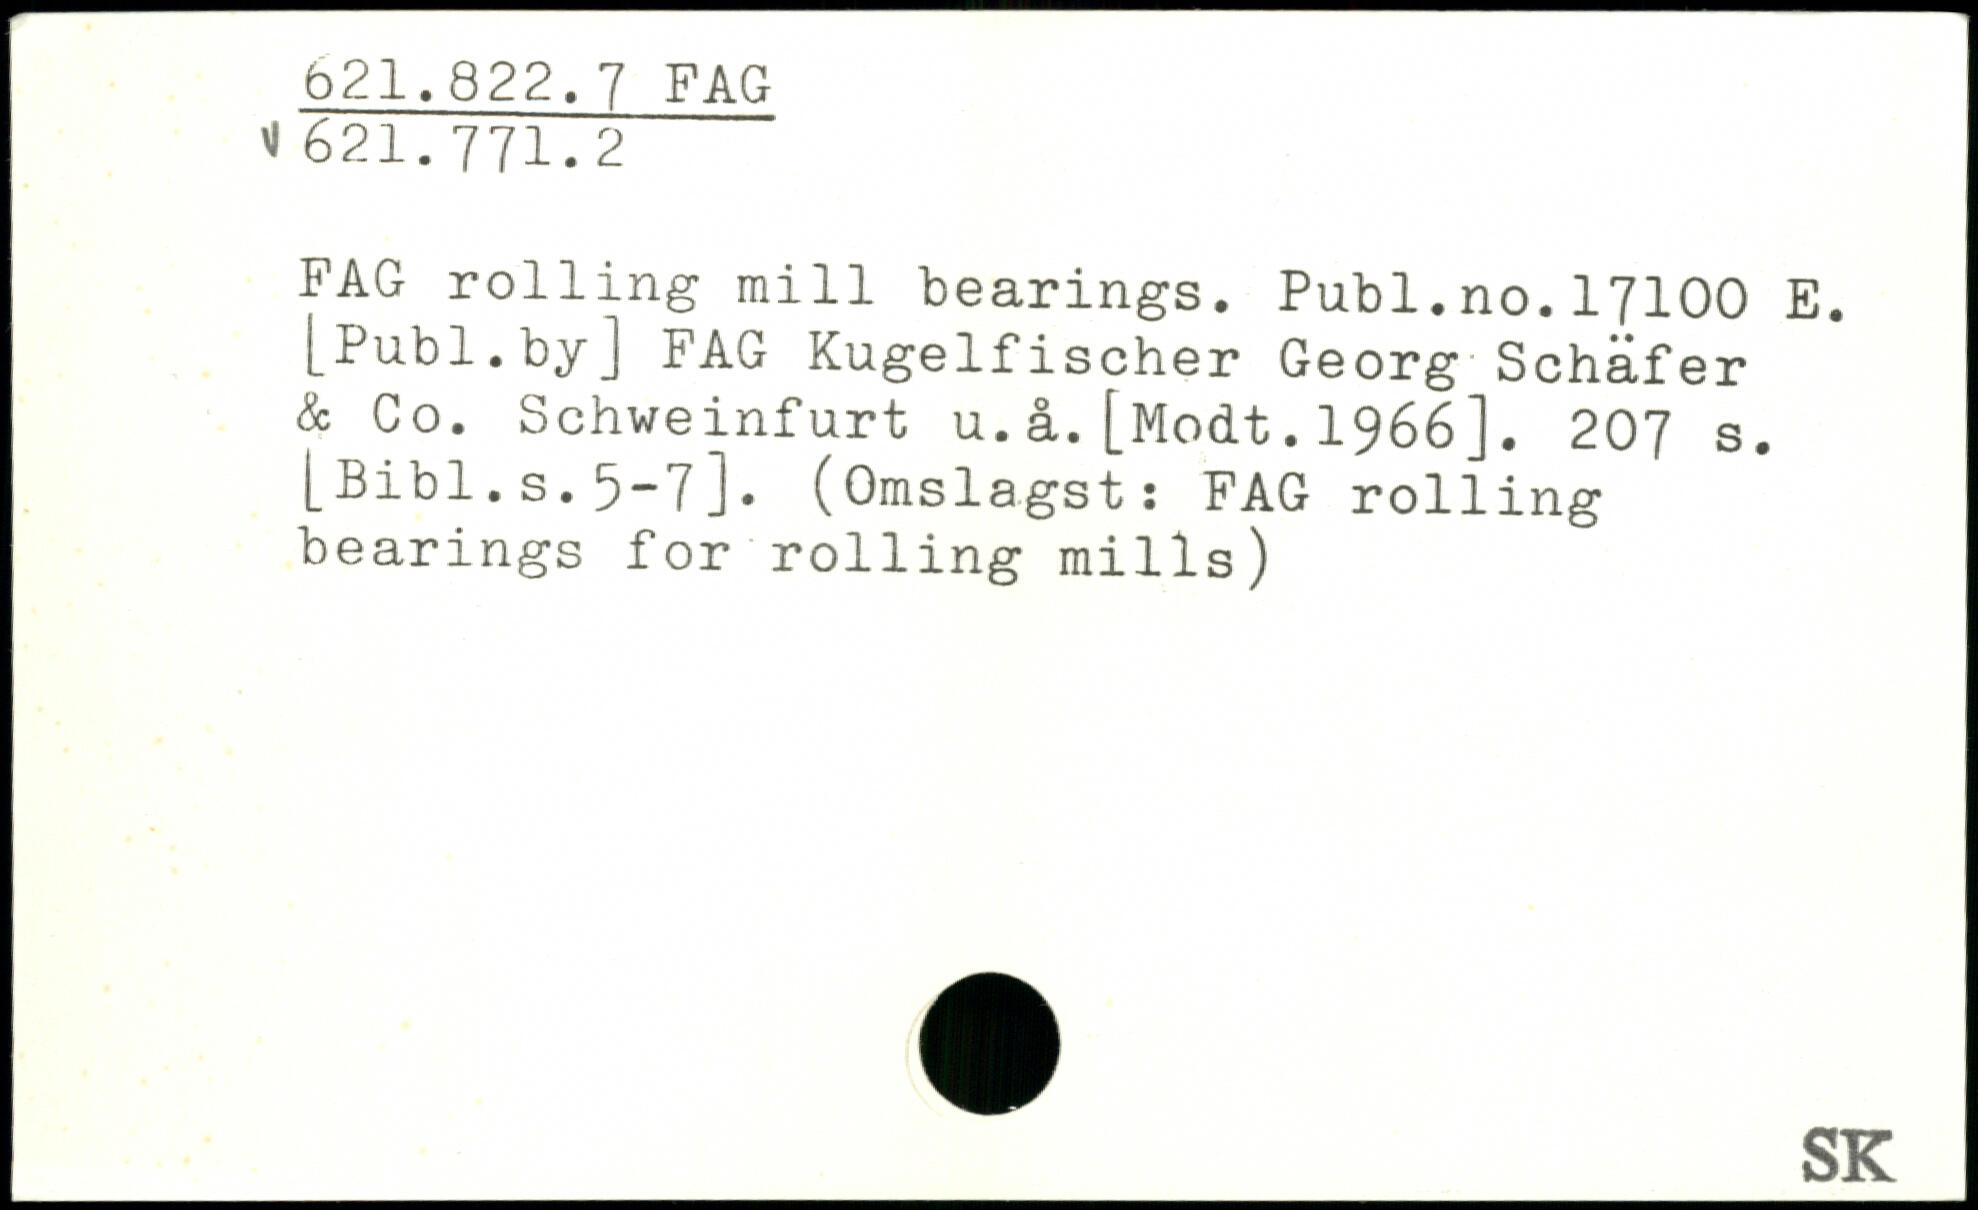 621.822.7 FAG
v 621.771.2
FAG rolling mill bearings. Publ.no.17100 E.
[Publ.by] FAG Kugelfischer Georg Schäfer
& Co. Schweinfurt u.å.[Modt.1966]. 207 s.
[Bibl.s.5-7]. (Omslagst: FAG rolling
bearings for rolling mills)
SK